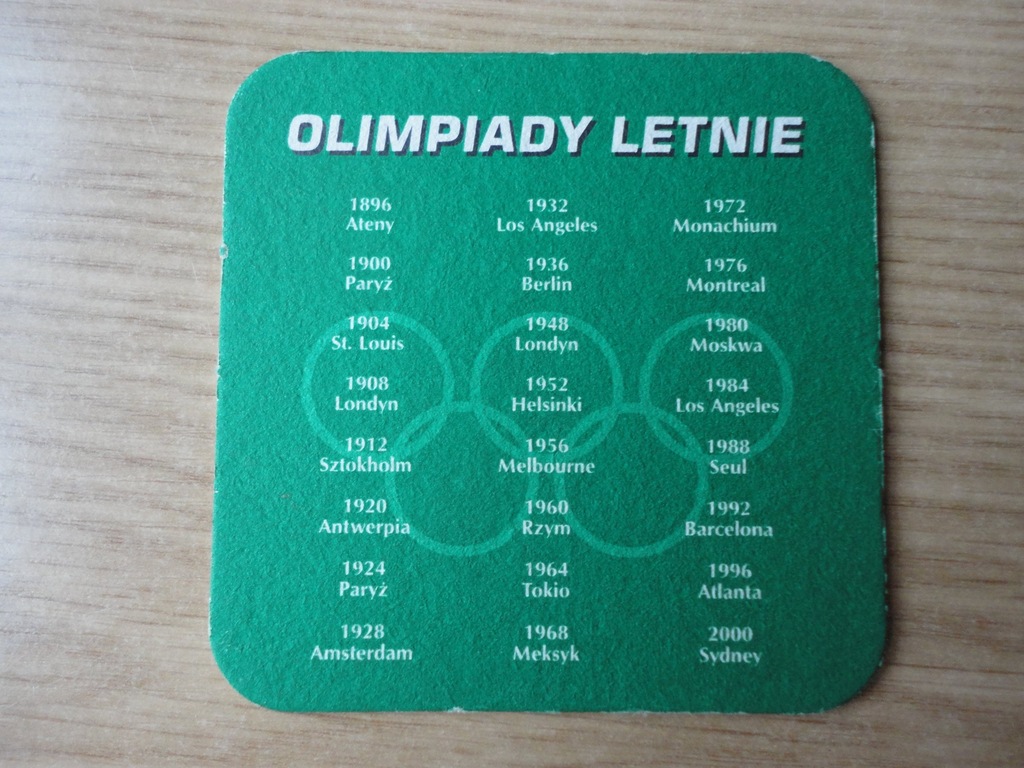 OLIMPIADY LETNIE
1896
Ateny
1900
Paryż
1904
St. Louis
1908
Londyn
1912
Sztokholm
1920
Antwerpia
1924
Paryż
1928
Amsterdam
1932
Los Angeles
1936
Berlin
1948
Londyn
1952
Helsinki
1956
Melbourne
1960
Rzym
1964
Tokio
1968
Meksyk
1972
Monachium
1976
Montreal
1980
Moskwa
1984
Los Angeles
1988
Seul
1992
Barcelona
1996
Atlanta
2000
Sydney